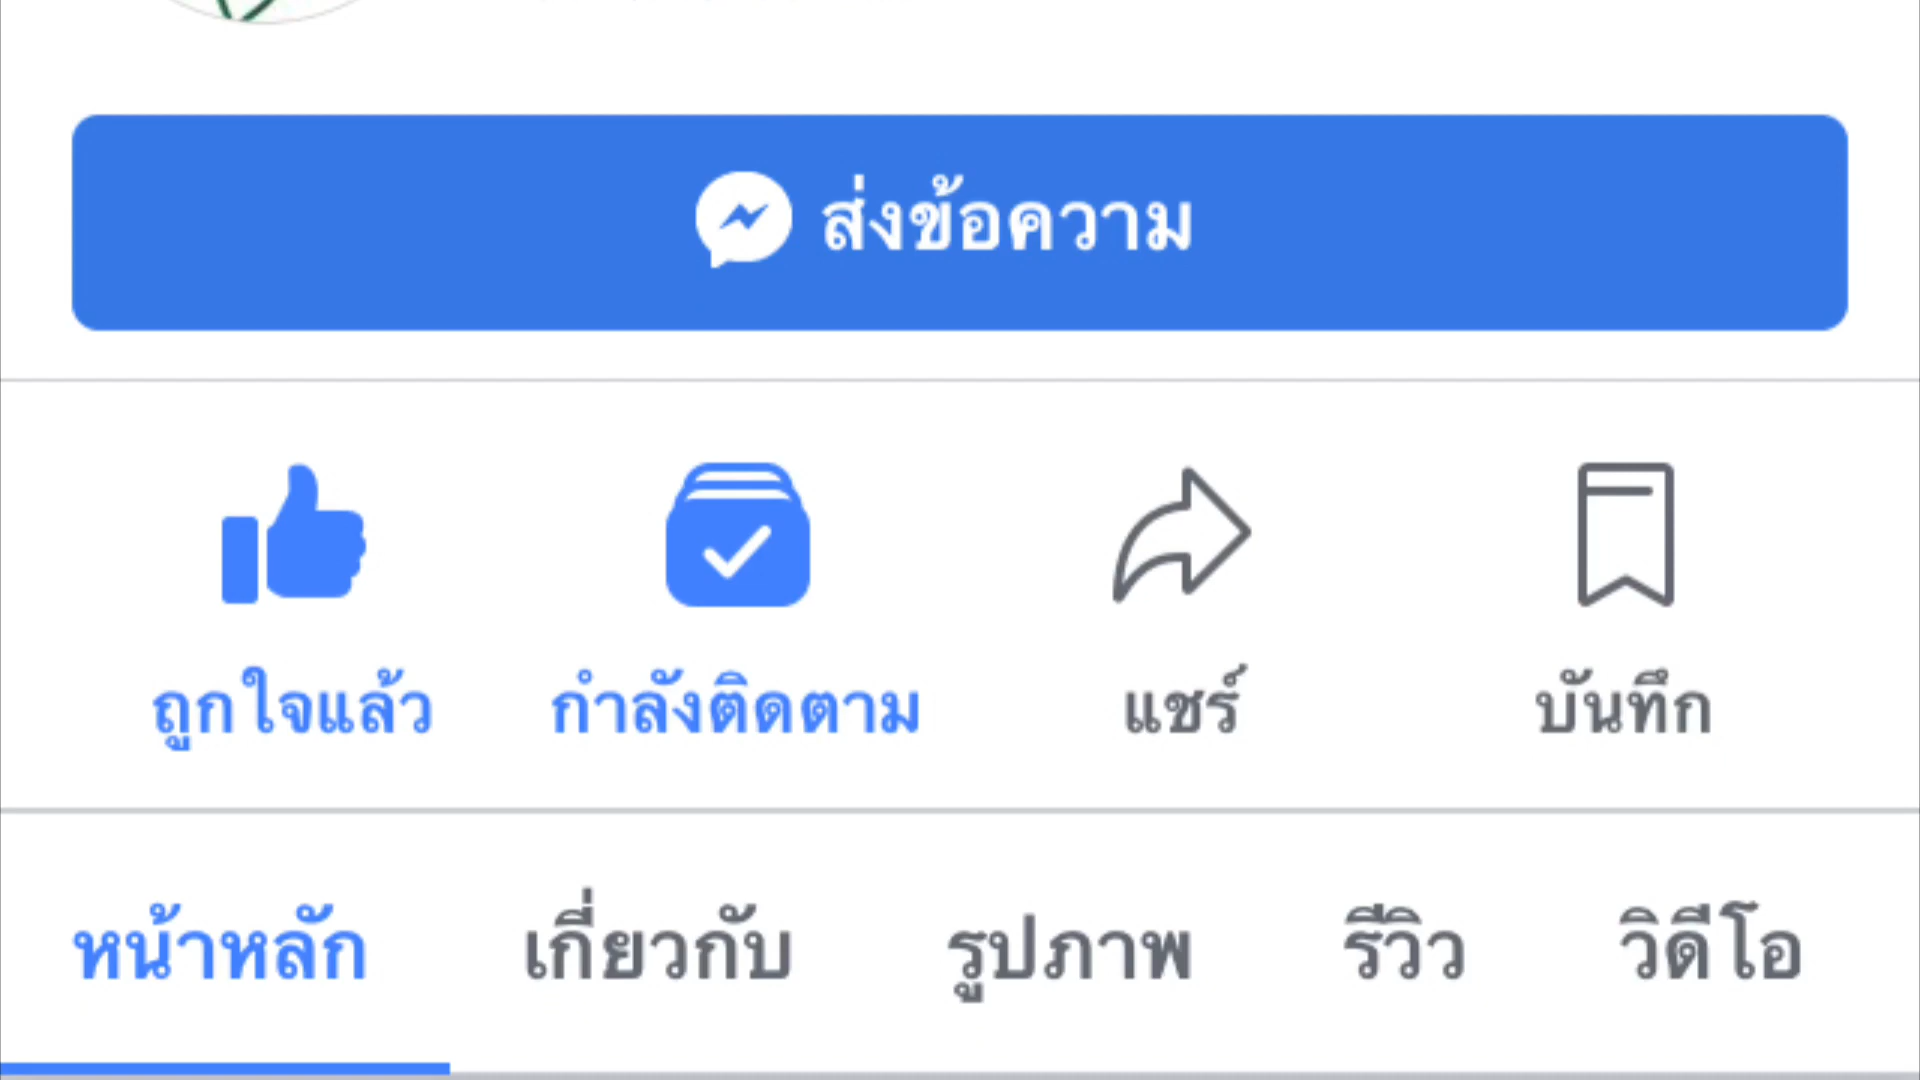 ส่งข้อความ
ถูกใจแล้ว กำลังติดตาม แชร์ บันทึก
หน้าหลัก เกี่ยวกับ รูปภาพ รีวิว วิดีโอ